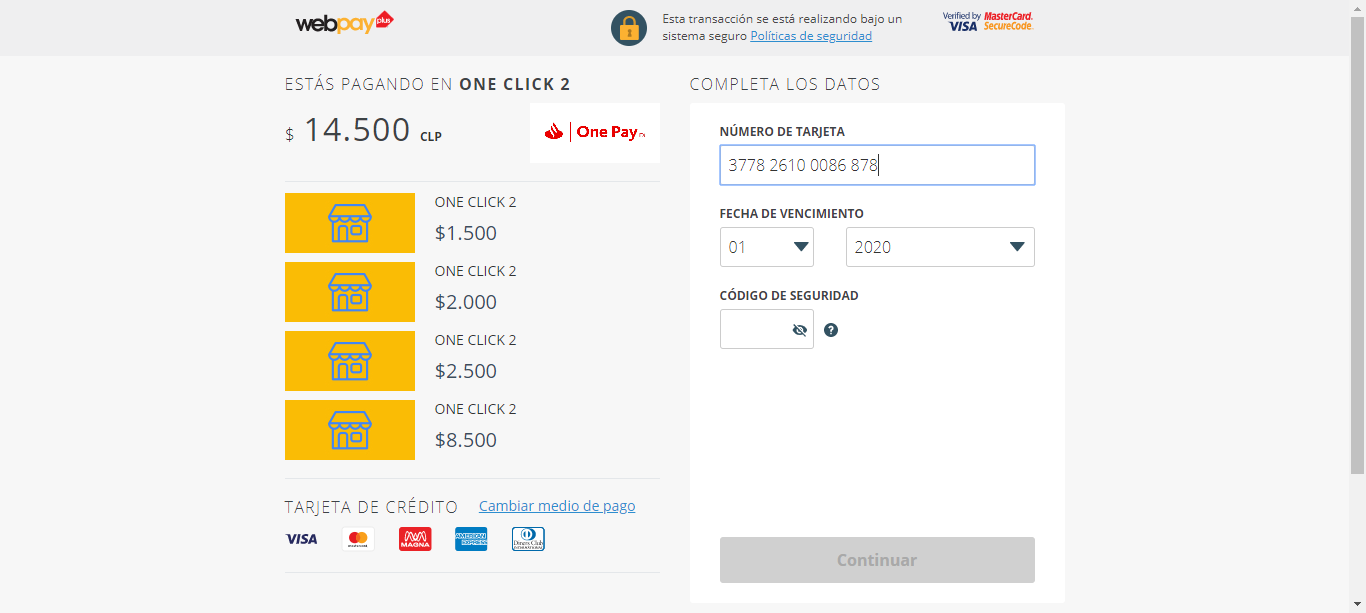 webpay plus
Esta transacción se está realizando bajo un
sistema seguro Políticas de seguridad
Verified by VISA
MasterCard. SecureCode.
ESTÁS PAGANDO EN ONE CLICK 2
$ 14.500 CLP
One Pay
ONE CLICK 2
$1.500
ONE CLICK 2
$2.000
ONE CLICK 2
$2.500
ONE CLICK 2
$8.500
TARJETA DE CRÉDITO Cambiar medio de pago
VISA
MAGNA
AMERICAN EXPRESS
Diners Club
INTERNATIONAL
COMPLETA LOS DATOS
NÚMERO DE TARJETA
3778 2610 0086 878
FECHA DE VENCIMIENTO
01 2020
CÓDIGO DE SEGURIDAD
?
Continuar